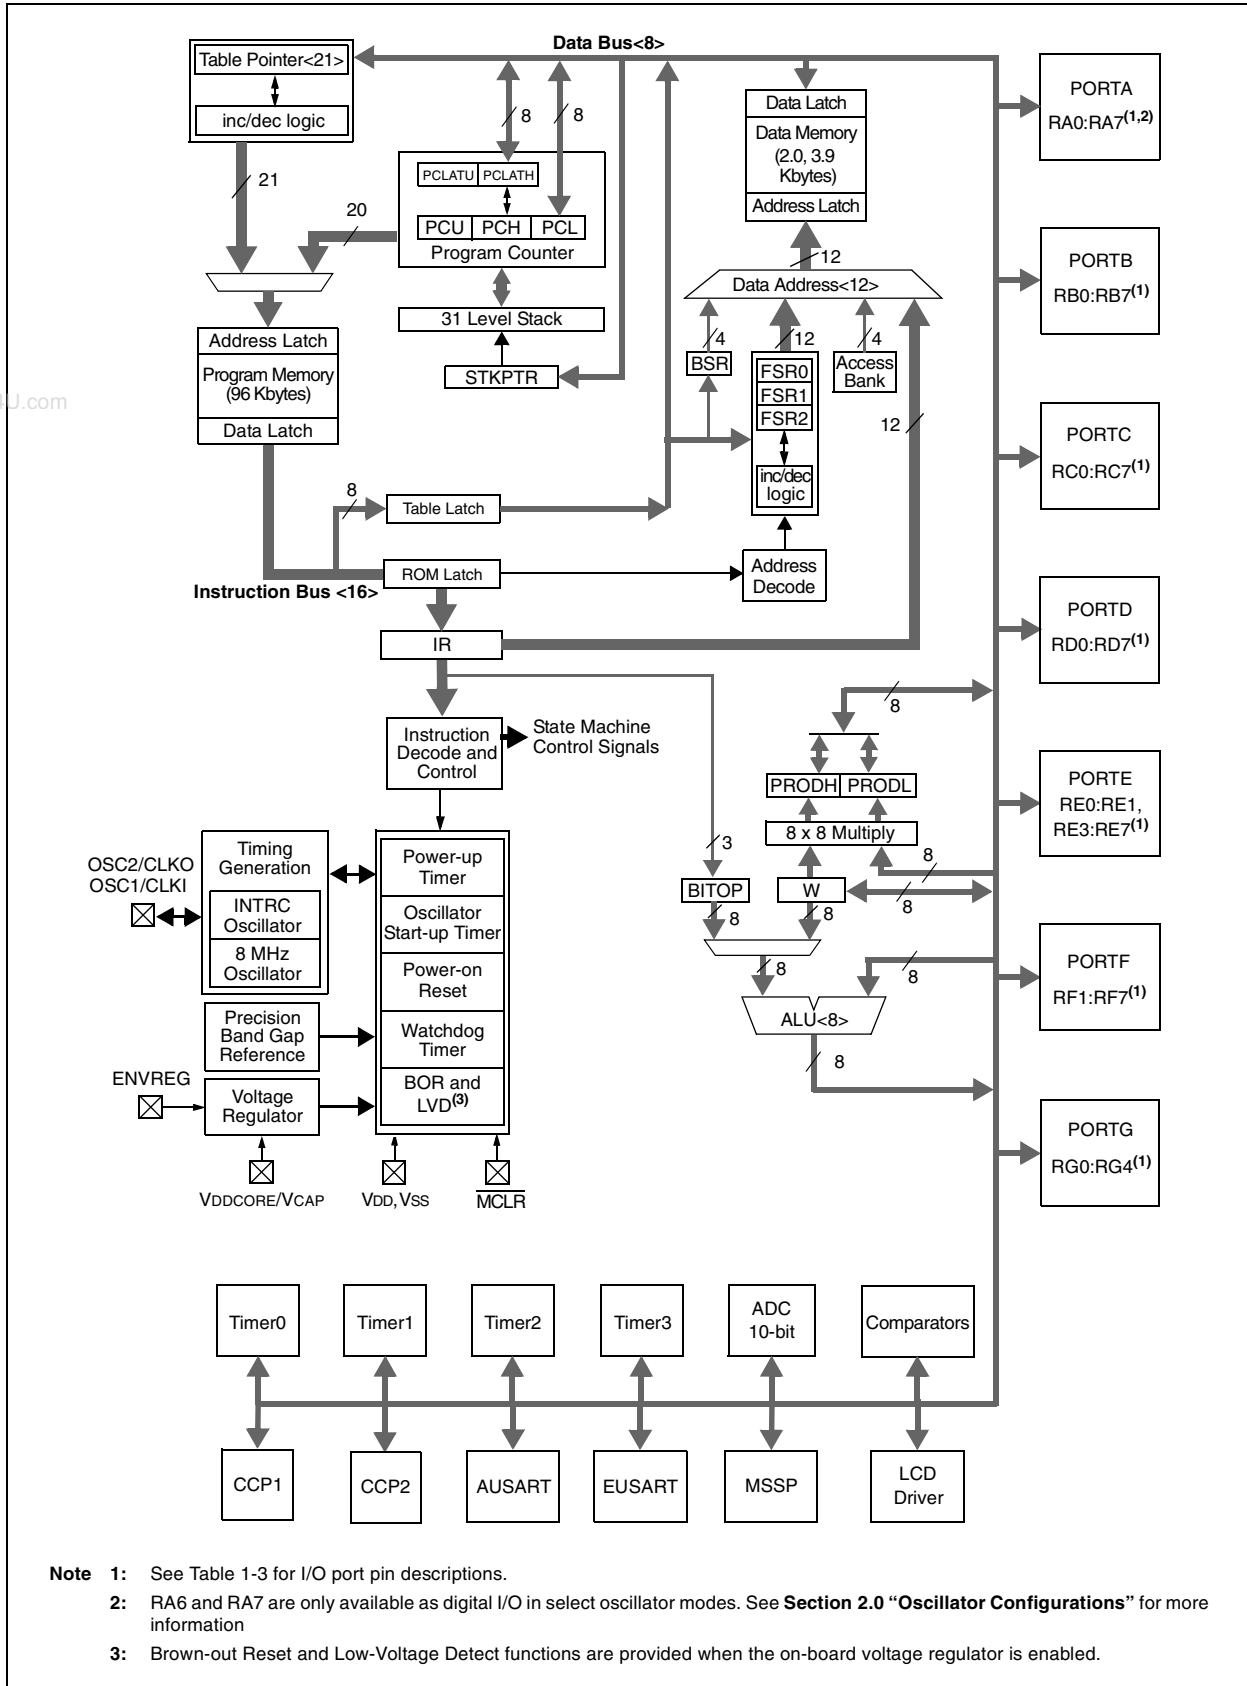 Data Bus<8>
Table Pointer<21>
inc/dec logic
21
8
8
PCLATU PCLATH
PCU PCH PCL
Program Counter
20
31 Level Stack
STKPTR
Address Latch
Program Memory
(96 Kbytes)
Data Latch
U.com
Data Latch
Data Memory
(2.0, 3.9
Kbytes)
Address Latch
12
Data Address<12>
4
12
4
BSR
FSR0
FSR1
FSR2
inc/dec
logic
Access
Bank
12
8
Table Latch
ROM Latch
Instruction Bus <16>
Address
Decode
IR
Instruction
Decode and
Control
State Machine
Control Signals
8
PRODH PRODL
8 x 8 Multiply
3
8
BITOP
W
8
8
8
8
8
ALU<8>
8
Timing
Generation
OSC2/CLKO
OSC1/CLKI
INTRC
Oscillator
8 MHz
Oscillator
Power-up
Timer
Oscillator
Start-up Timer
Power-on
Reset
Watchdog
Timer
BOR and
LVD(3)
Precision
Band Gap
Reference
ENVREG
Voltage
Regulator
VDDCORE/VCAP
VDD, VSS
MCLR
PORTA
RA0:RA7(1,2)
PORTB
RB0:RB7(1)
PORTC
RC0:RC7(1)
PORTD
RD0:RD7(1)
PORTE
RE0:RE1,
RE3:RE7(1)
PORTF
RF1:RF7(1)
PORTG
RG0:RG4(1)
Timer0
Timer1
Timer2
Timer3
ADC
10-bit
Comparators
CCP1
CCP2
AUSART
EUSART
MSSP
LCD
Driver
Note 1: See Table 1-3 for I/O port pin descriptions.
2: RA6 and RA7 are only available as digital I/O in select oscillator modes. See Section 2.0 “Oscillator Configurations” for more
information
3: Brown-out Reset and Low-Voltage Detect functions are provided when the on-board voltage regulator is enabled.